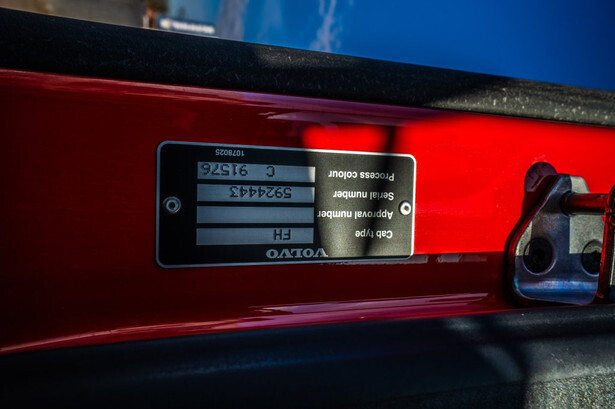 VOLVO
Cab type FH
Approval number
Serial number 5924443
Process colour C 91576
1078025